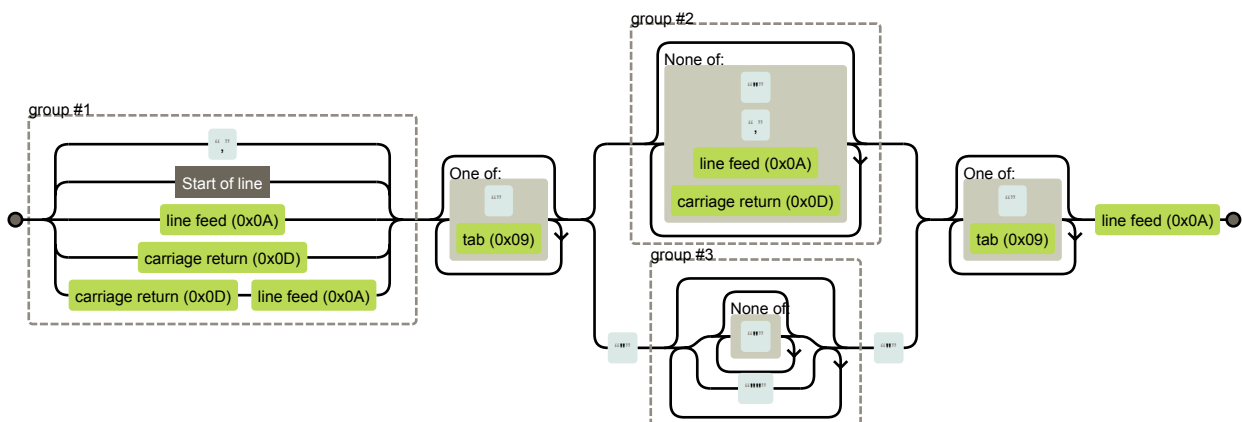 group #1
“,”
Start of line
line feed (0x0A)
carriage return (0x0D)
carriage return (0x0D)
line feed (0x0A)
One of:
“ ”
tab (0x09)
group #2
None of:
“"”
“,”
line feed (0x0A)
carriage return (0x0D)
“"”
group #3
None of:
“"”
“""”
“"”
One of:
“ ”
tab (0x09)
line feed (0x0A)